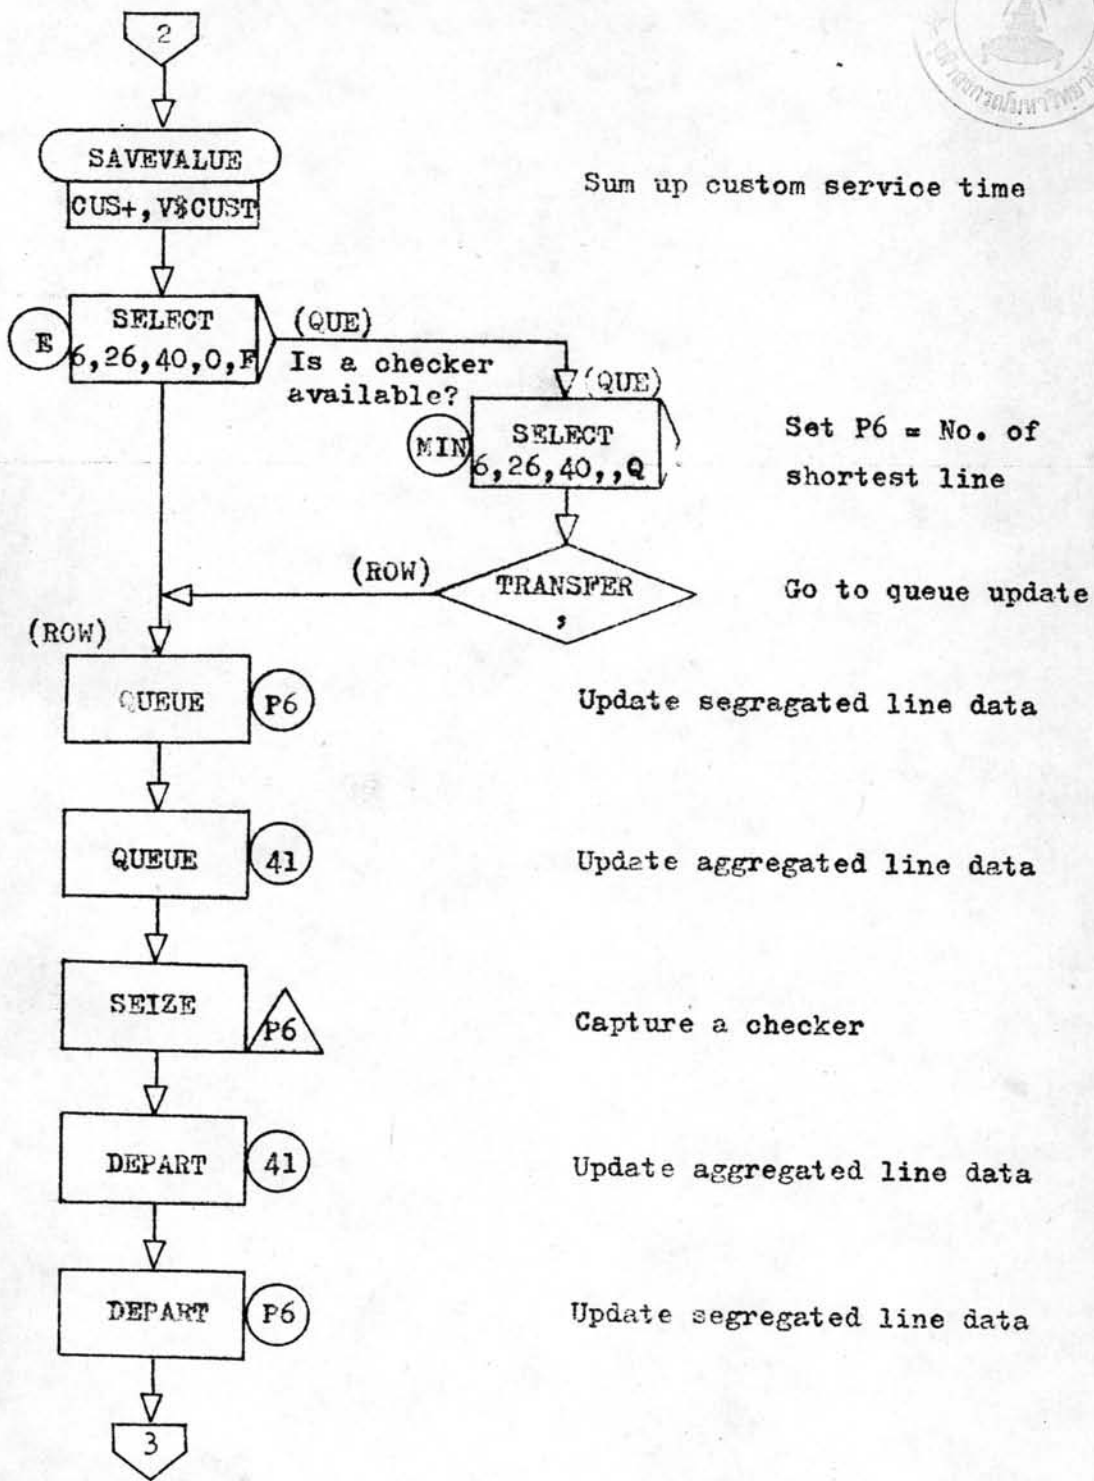 2
SAVEVALUE
CUS+,V$CUST
Sum up custom service time
E
SELECT
6,26,40,0,F
(QUE)
Is a checker
available?
(QUE)
MIN
SELECT
6,26,40,,Q
Set P6 = No. of
shortest line
(ROW)
TRANSFER
,
Go to queue update
(ROW)
QUEUE
P6
Update segragated line data
QUEUE
41
Update aggregated line data
SEIZE
P6
Capture a checker
DEPART
41
Update aggregated line data
DEPART
P6
Update segregated line data
3